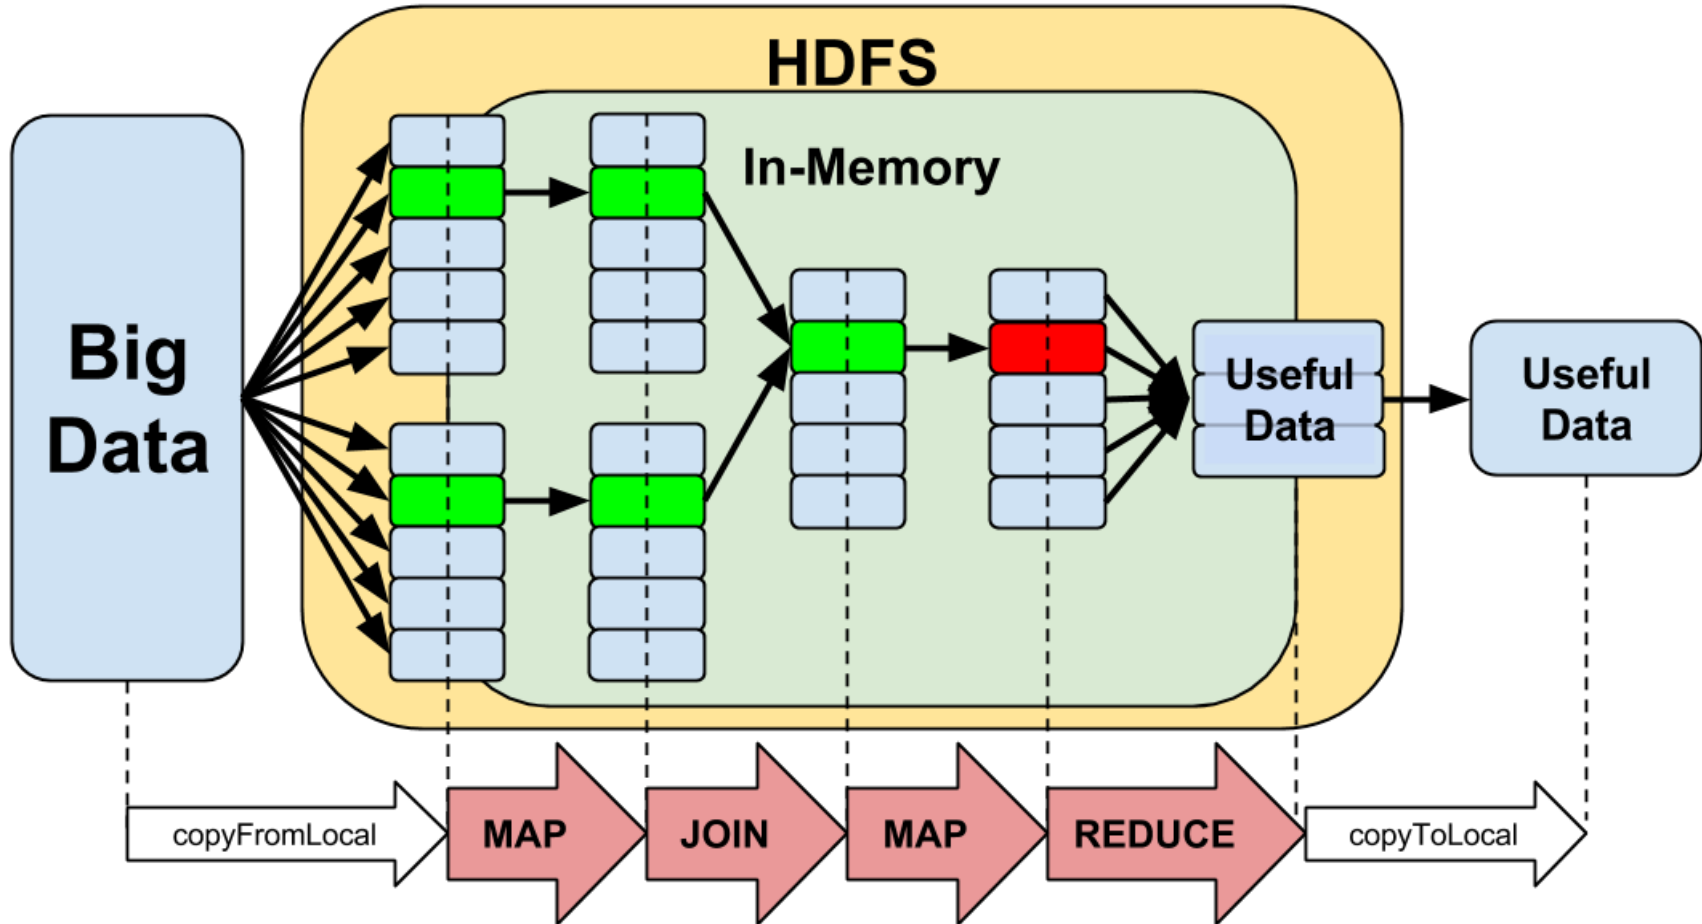 HDFS
In-Memory
Big
Data
Useful
Data
Useful
Data
copyFromLocal
MAP
JOIN
MAP
REDUCE
copyToLocal